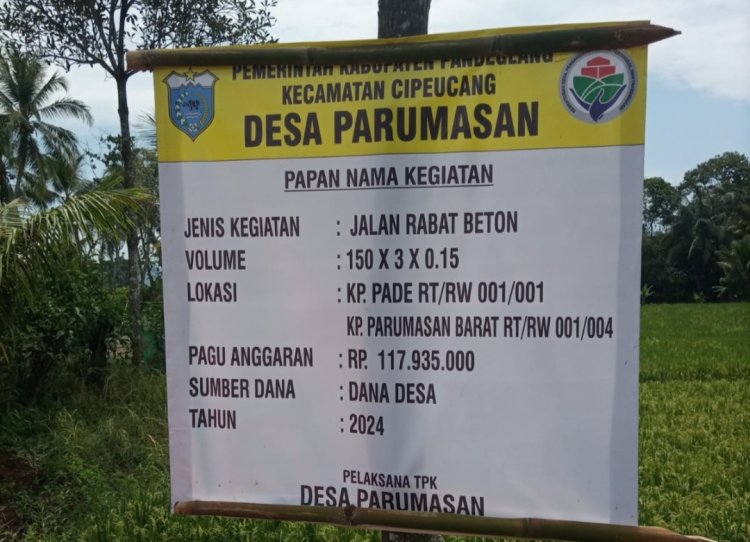 PEMERINTAH KABUPATEN PANDEGLANG
KECAMATAN CIPEUCANG
DESA PARUMASAN
PAPAN NAMA KEGIATAN
JENIS KEGIATAN : JALAN RABAT BETON
VOLUME : 150 X 3 X 0.15
LOKASI : KP. PADE RT/RW 001/001
KP. PARUMASAN BARAT RT/RW 001/004
PAGU ANGGARAN : RP. 117.935.000
SUMBER DANA : DANA DESA
TAHUN : 2024
PELAKSANA TPK
DESA PARUMASAN